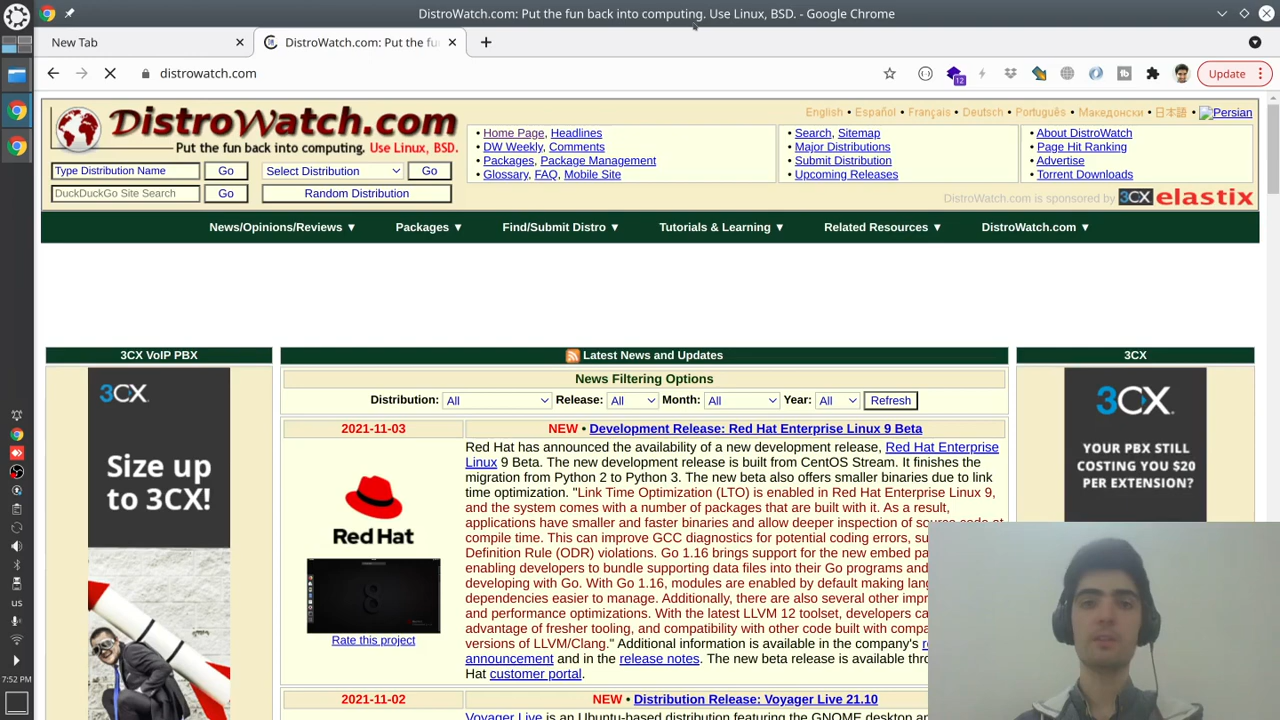 DistroWatch.com: Put the fun back into computing. Use Linux, BSD. - Google Chrome
New Tab
DistroWatch.com: Put the fu
distrowatch.com
12
Update
English • Español • Français • Deutsch • Português • Македонски • 日本語 • Persian
DistroWatch.com
Put the fun back into computing. Use Linux, BSD.
• Home Page, Headlines
• DW Weekly, Comments
• Packages, Package Management
• Glossary, FAQ, Mobile Site
• Search, Sitemap
• Major Distributions
• Submit Distribution
• Upcoming Releases
• About DistroWatch
• Page Hit Ranking
• Advertise
• Torrent Downloads
Type Distribution Name Go Select Distribution Go
DuckDuckGo Site Search Go Random Distribution
DistroWatch.com is sponsored by 3CX elastix
News/Opinions/Reviews ▼ Packages ▼ Find/Submit Distro ▼ Tutorials & Learning ▼ Related Resources ▼ DistroWatch.com ▼
3CX VoIP PBX
3CX
Size up
to 3CX!
Latest News and Updates
News Filtering Options
Distribution: All Release: All Month: All Year: All Refresh
2021-11-03 NEW • Development Release: Red Hat Enterprise Linux 9 Beta
Red Hat
8
Rate this project
Red Hat has announced the availability of a new development release, Red Hat Enterprise
Linux 9 Beta. The new development release is built from CentOS Stream. It finishes the
migration from Python 2 to Python 3. The new beta also offers smaller binaries due to link
time optimization. "Link Time Optimization (LTO) is enabled in Red Hat Enterprise Linux 9,
and the system comes with a number of packages that are built with it. As a result,
applications have smaller and faster binaries and allow deeper inspection of source code at
compile time. This can improve GCC diagnostics for potential coding errors, su
Definition Rule (ODR) violations. Go 1.16 brings support for the new embed pa
enabling developers to bundle supporting data files into their Go programs and
developing with Go. With Go 1.16, modules are enabled by default making lang
dependencies easier to manage. Additionally, there are also several other impr
and performance optimizations. With the latest LLVM 12 toolset, developers ca
advantage of fresher tooling, and compatibility with other code built with compa
versions of LLVM/Clang." Additional information is available in the company's r
announcement and in the release notes. The new beta release is available thro
Hat customer portal.
2021-11-02 NEW • Distribution Release: Voyager Live 21.10
Voyager Live is an Ubuntu-based distribution featuring the GNOME desktop a
3CX
3CX
YOUR PBX STILL
COSTING YOU $20
PER EXTENSION?
us
7:52 PM